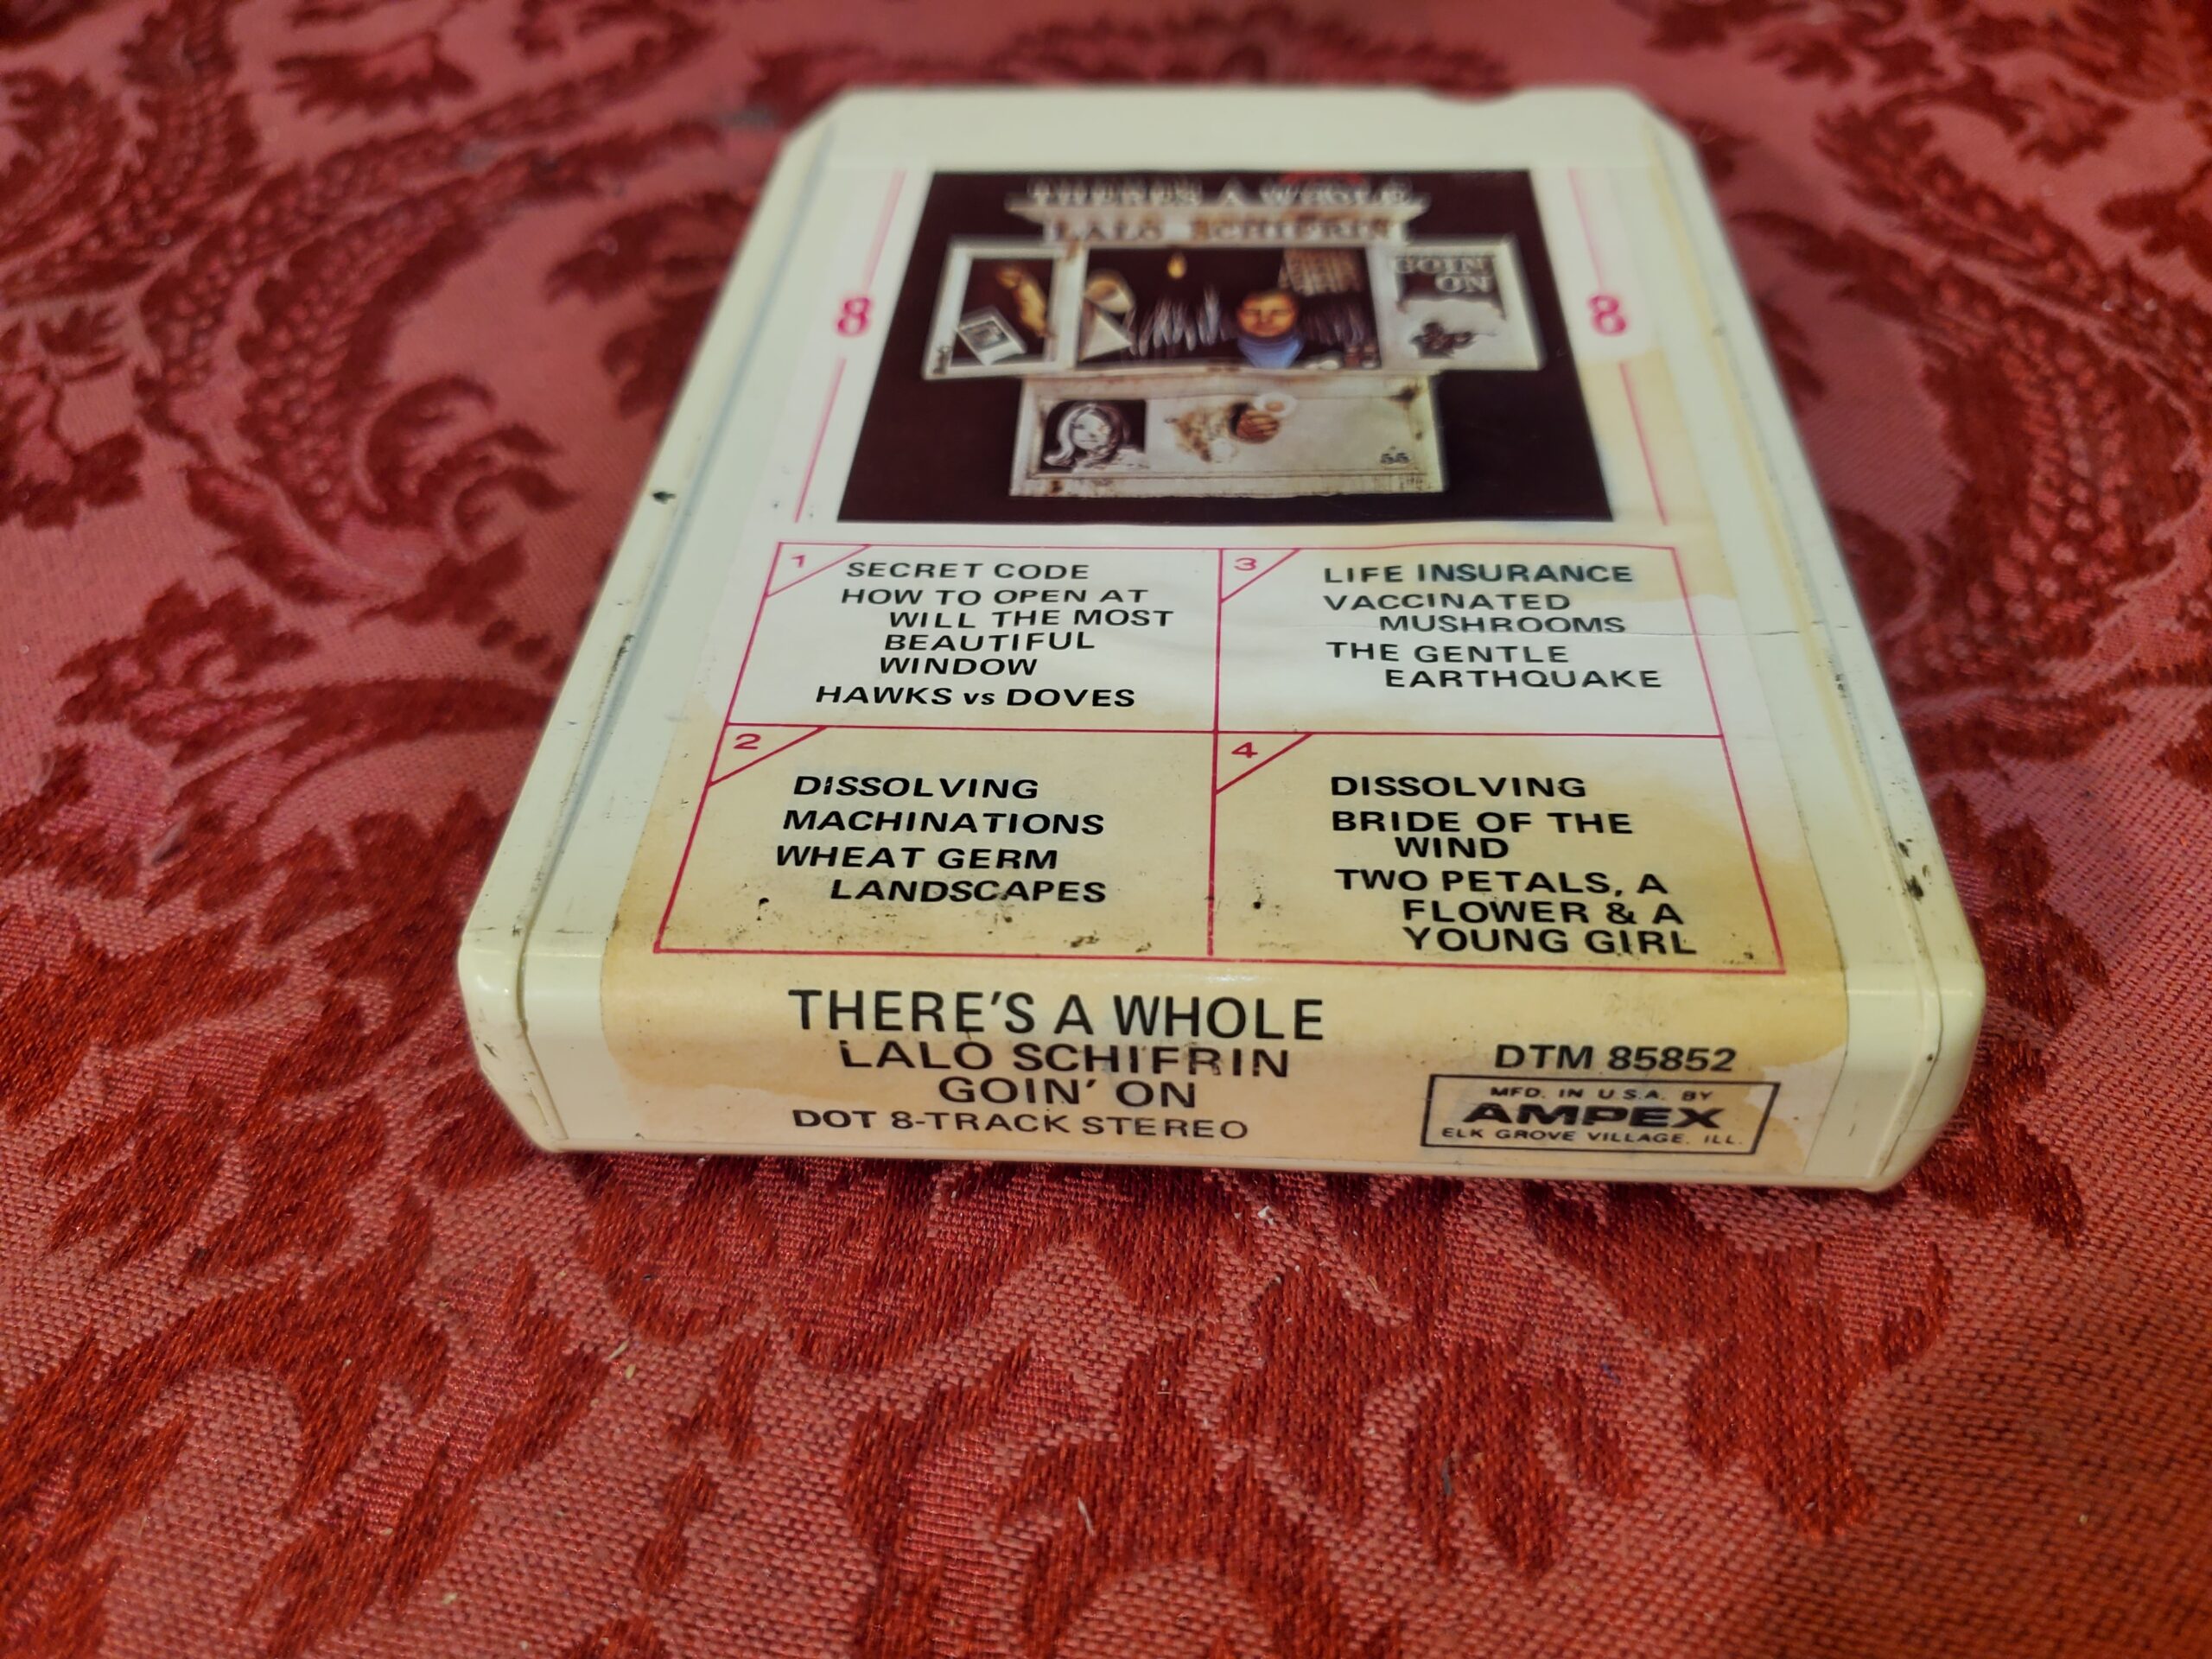 THERE'S A WHOLE
LALO SCHIFRIN
GOIN'
ON
8
8
1
SECRET CODE
HOW TO OPEN AT
WILL THE MOST
BEAUTIFUL
WINDOW
HAWKS vs DOVES
3
LIFE INSURANCE
VACCINATED
MUSHROOMS
THE GENTLE
EARTHQUAKE
2
DISSOLVING
MACHINATIONS
WHEAT GERM
LANDSCAPES
4
DISSOLVING
BRIDE OF THE
WIND
TWO PETALS, A
FLOWER & A
YOUNG GIRL
THERE'S A WHOLE
LALO SCHIFRIN
GOIN' ON
DOT 8-TRACK STEREO
DTM 85852
MFD. IN U.S.A. BY
AMPEX
ELK GROVE VILLAGE, ILL.